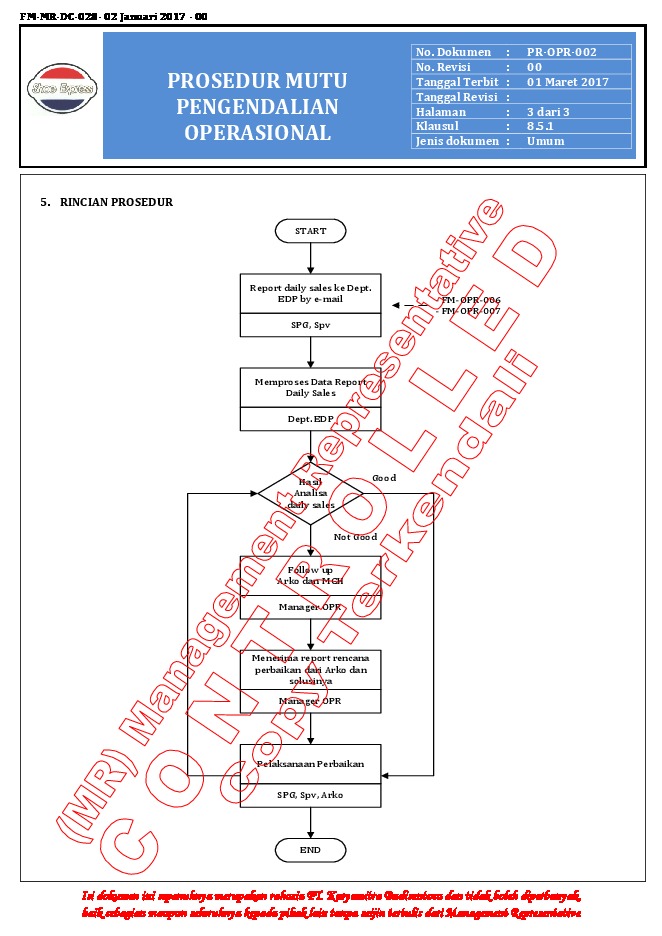 FM-MR-DC-028- 02 Januari 2017 - 00
Shoe Express
PROSEDUR MUTU
PENGENDALIAN
OPERASIONAL
No. Dokumen : PR-OPR-002
No. Revisi : 00
Tanggal Terbit : 01 Maret 2017
Tanggal Revisi :
Halaman : 3 dari 3
Klausul : 8.5.1
Jenis dokumen : Umum
5. RINCIAN PROSEDUR
START
Report daily sales ke Dept.
EDP by e-mail
SPG, Spv
- FM-OPR-006
- FM-OPR-007
Memproses Data Report
Daily Sales
Dept. EDP
Hasil
Analisa
daily sales
Good
Not Good
Follow up
Arko dan MGH
Manager OPR
Menerima report rencana
perbaikan dari Arko dan
solusinya
Manager OPR
Pelaksanaan Perbaikan
SPG, Spv, Arko
END
(MR) Management Representative
CONTROLLED
Copy Terkendali
Isi dokumen ini sepenuhnya merupakan rahasia PT. dan tidak boleh diperbanyak,
baik sebagian maupun seluruhnya kepada pihak lain tanpa seijin tertulis dari Management Representative